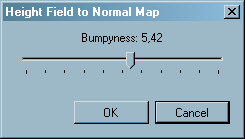 Height Field to Normal Map
Bumpyness: 5,42
OK
Cancel